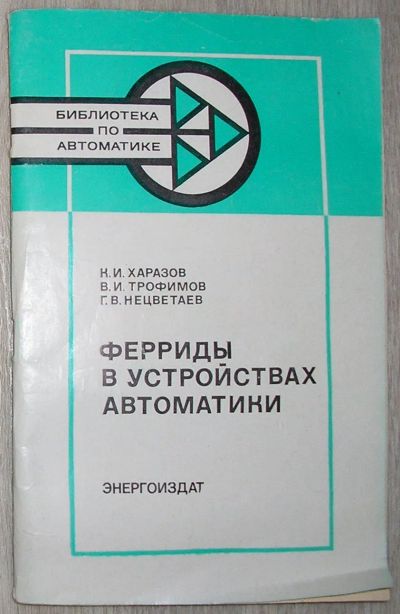 БИБЛИОТЕКА
ПО
АВТОМАТИКЕ
К.И. ХАРАЗОВ
В.И. ТРОФИМОВ
Г.В. НЕЦВЕТАЕВ
ФЕРРИДЫ
В УСТРОЙСТВАХ
АВТОМАТИКИ
ЭНЕРГОИЗДАТ